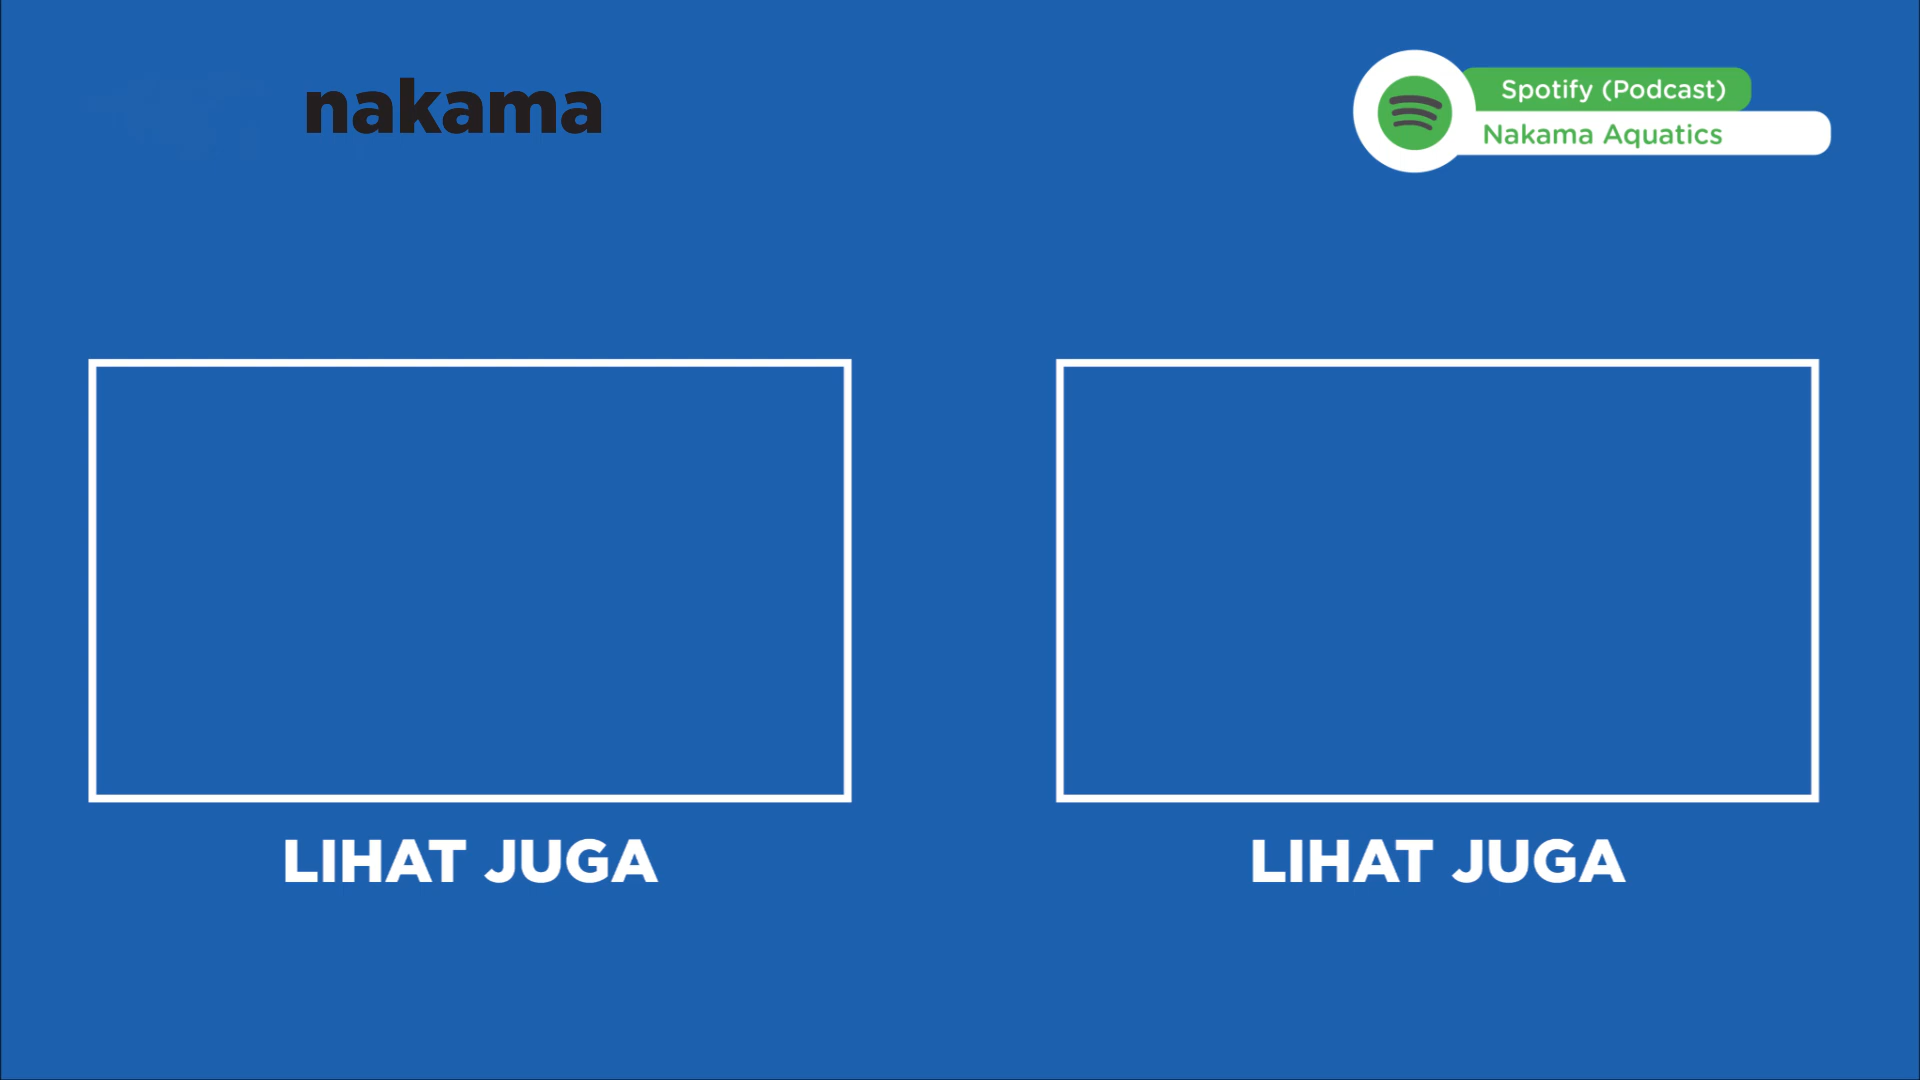 nakama
Spotify (Podcast)
Nakama Aquatics
LIHAT JUGA
LIHAT JUGA